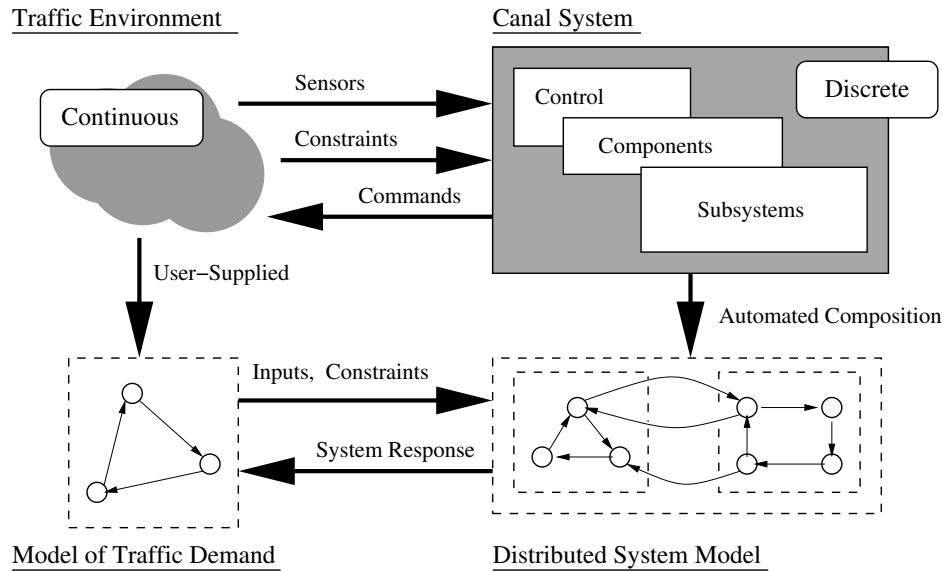 Traffic Environment
Canal System
Continuous
Sensors
Constraints
Commands
Control
Components
Subsystems
Discrete
User−Supplied
Automated Composition
Inputs, Constraints
System Response
Model of Traffic Demand
Distributed System Model